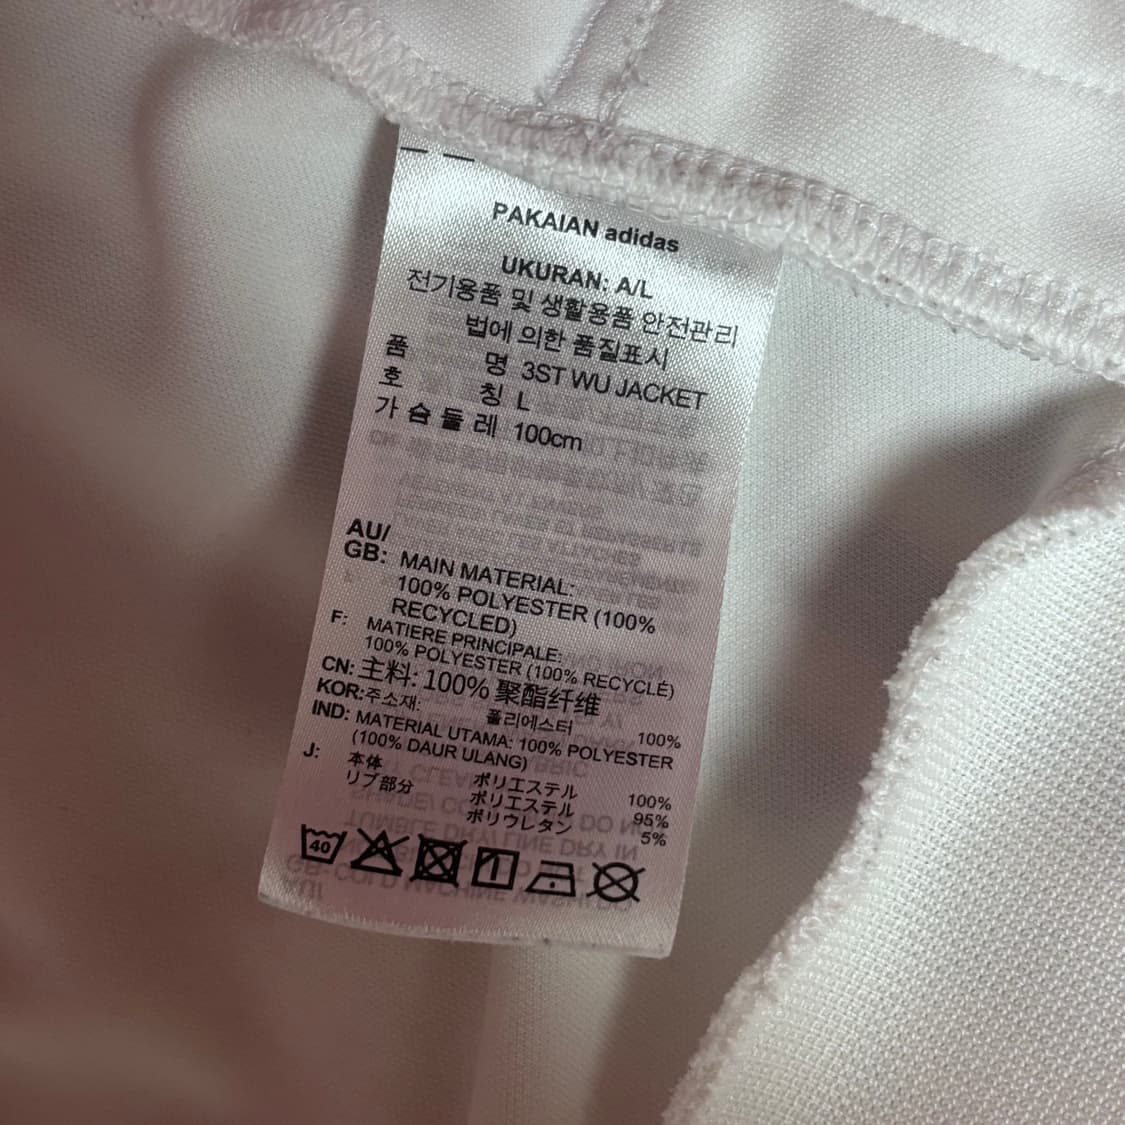 PAKAIAN adidas
UKURAN: A/L
전기용품 및 생활용품 안전관리
법에 의한 품질표시
품 명 3ST WU JACKET
호 칭 L
가슴둘레 100cm
AU/
GB: MAIN MATERIAL:
100% POLYESTER (100%
RECYCLED)
F: MATIERE PRINCIPALE:
100% POLYESTER (100% RECYCLÉ)
CN: 主料: 100% 聚酯纤维
KOR: 주소재: 폴리에스터 100%
IND: MATERIAL UTAMA: 100% POLYESTER
(100% DAUR ULANG)
J: 本体 ポリエステル 100%
リブ部分 ポリエステル 95%
ポリウレタン 5%
40